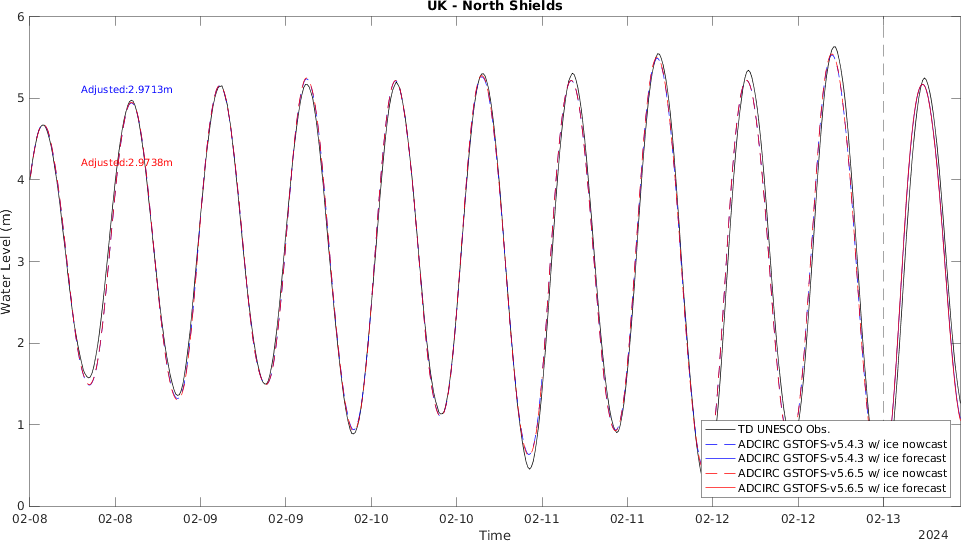 UK - North Shields
6
5
4
3
2
1
0
Water Level (m)
Adjusted:2.9713m
Adjusted:2.9738m
TD UNESCO Obs.
ADCIRC GSTOFS-v5.4.3 w/ ice nowcast
ADCIRC GSTOFS-v5.4.3 w/ ice forecast
ADCIRC GSTOFS-v5.6.5 w/ ice nowcast
ADCIRC GSTOFS-v5.6.5 w/ ice forecast
02-08 02-08 02-09 02-09 02-10 02-10 02-11 02-11 02-12 02-12 02-13
Time
2024